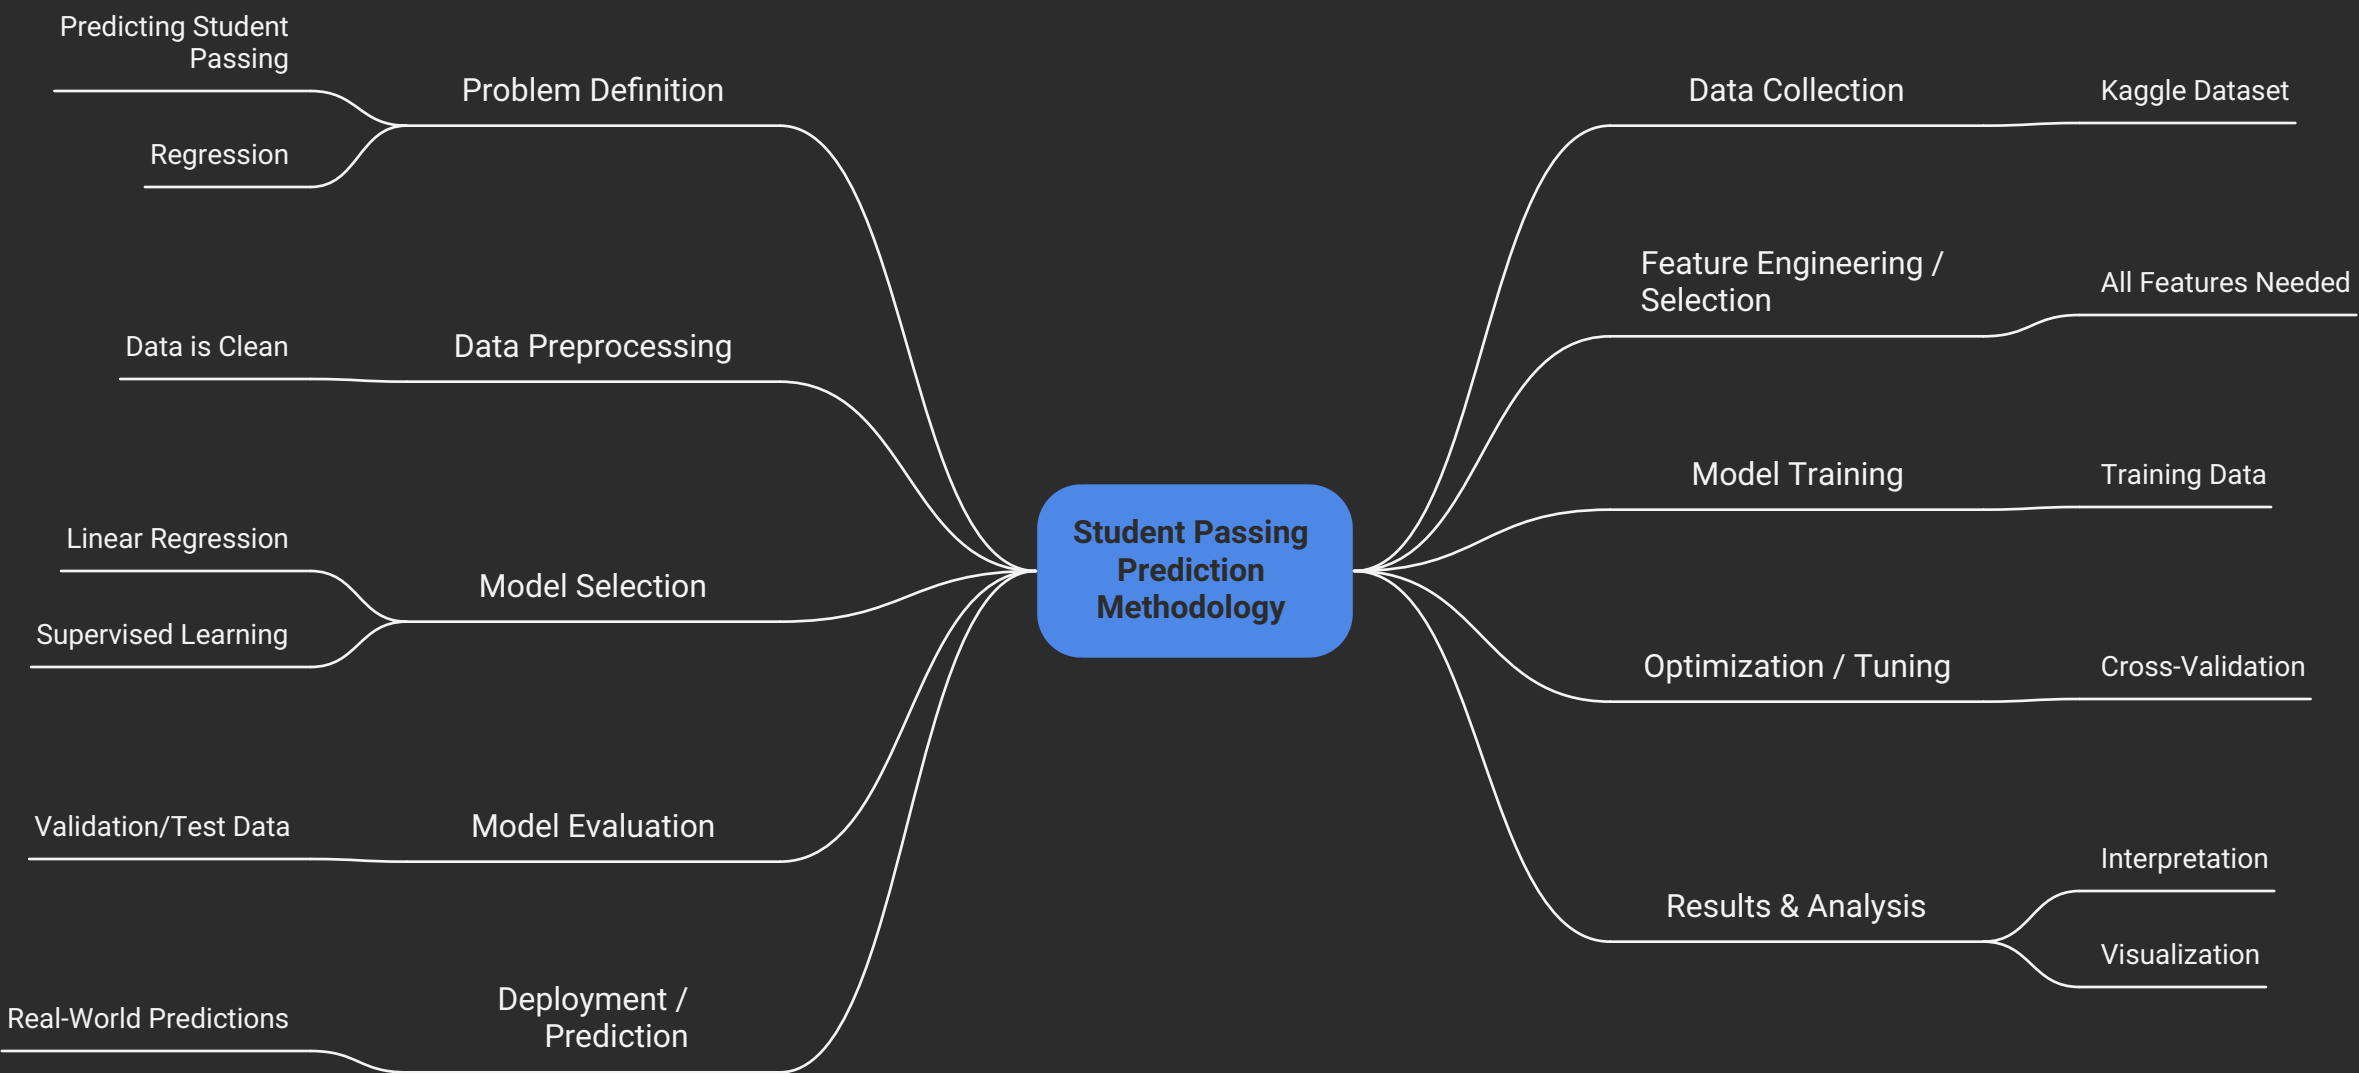 Predicting Student
Passing
Problem Definition
Regression
Data is Clean
Data Preprocessing
Linear Regression
Model Selection
Supervised Learning
Validation/Test Data
Model Evaluation
Real-World Predictions
Deployment /
Prediction
Student Passing
Prediction
Methodology
Data Collection
Kaggle Dataset
Feature Engineering /
Selection
All Features Needed
Model Training
Training Data
Optimization / Tuning
Cross-Validation
Results & Analysis
Interpretation
Visualization